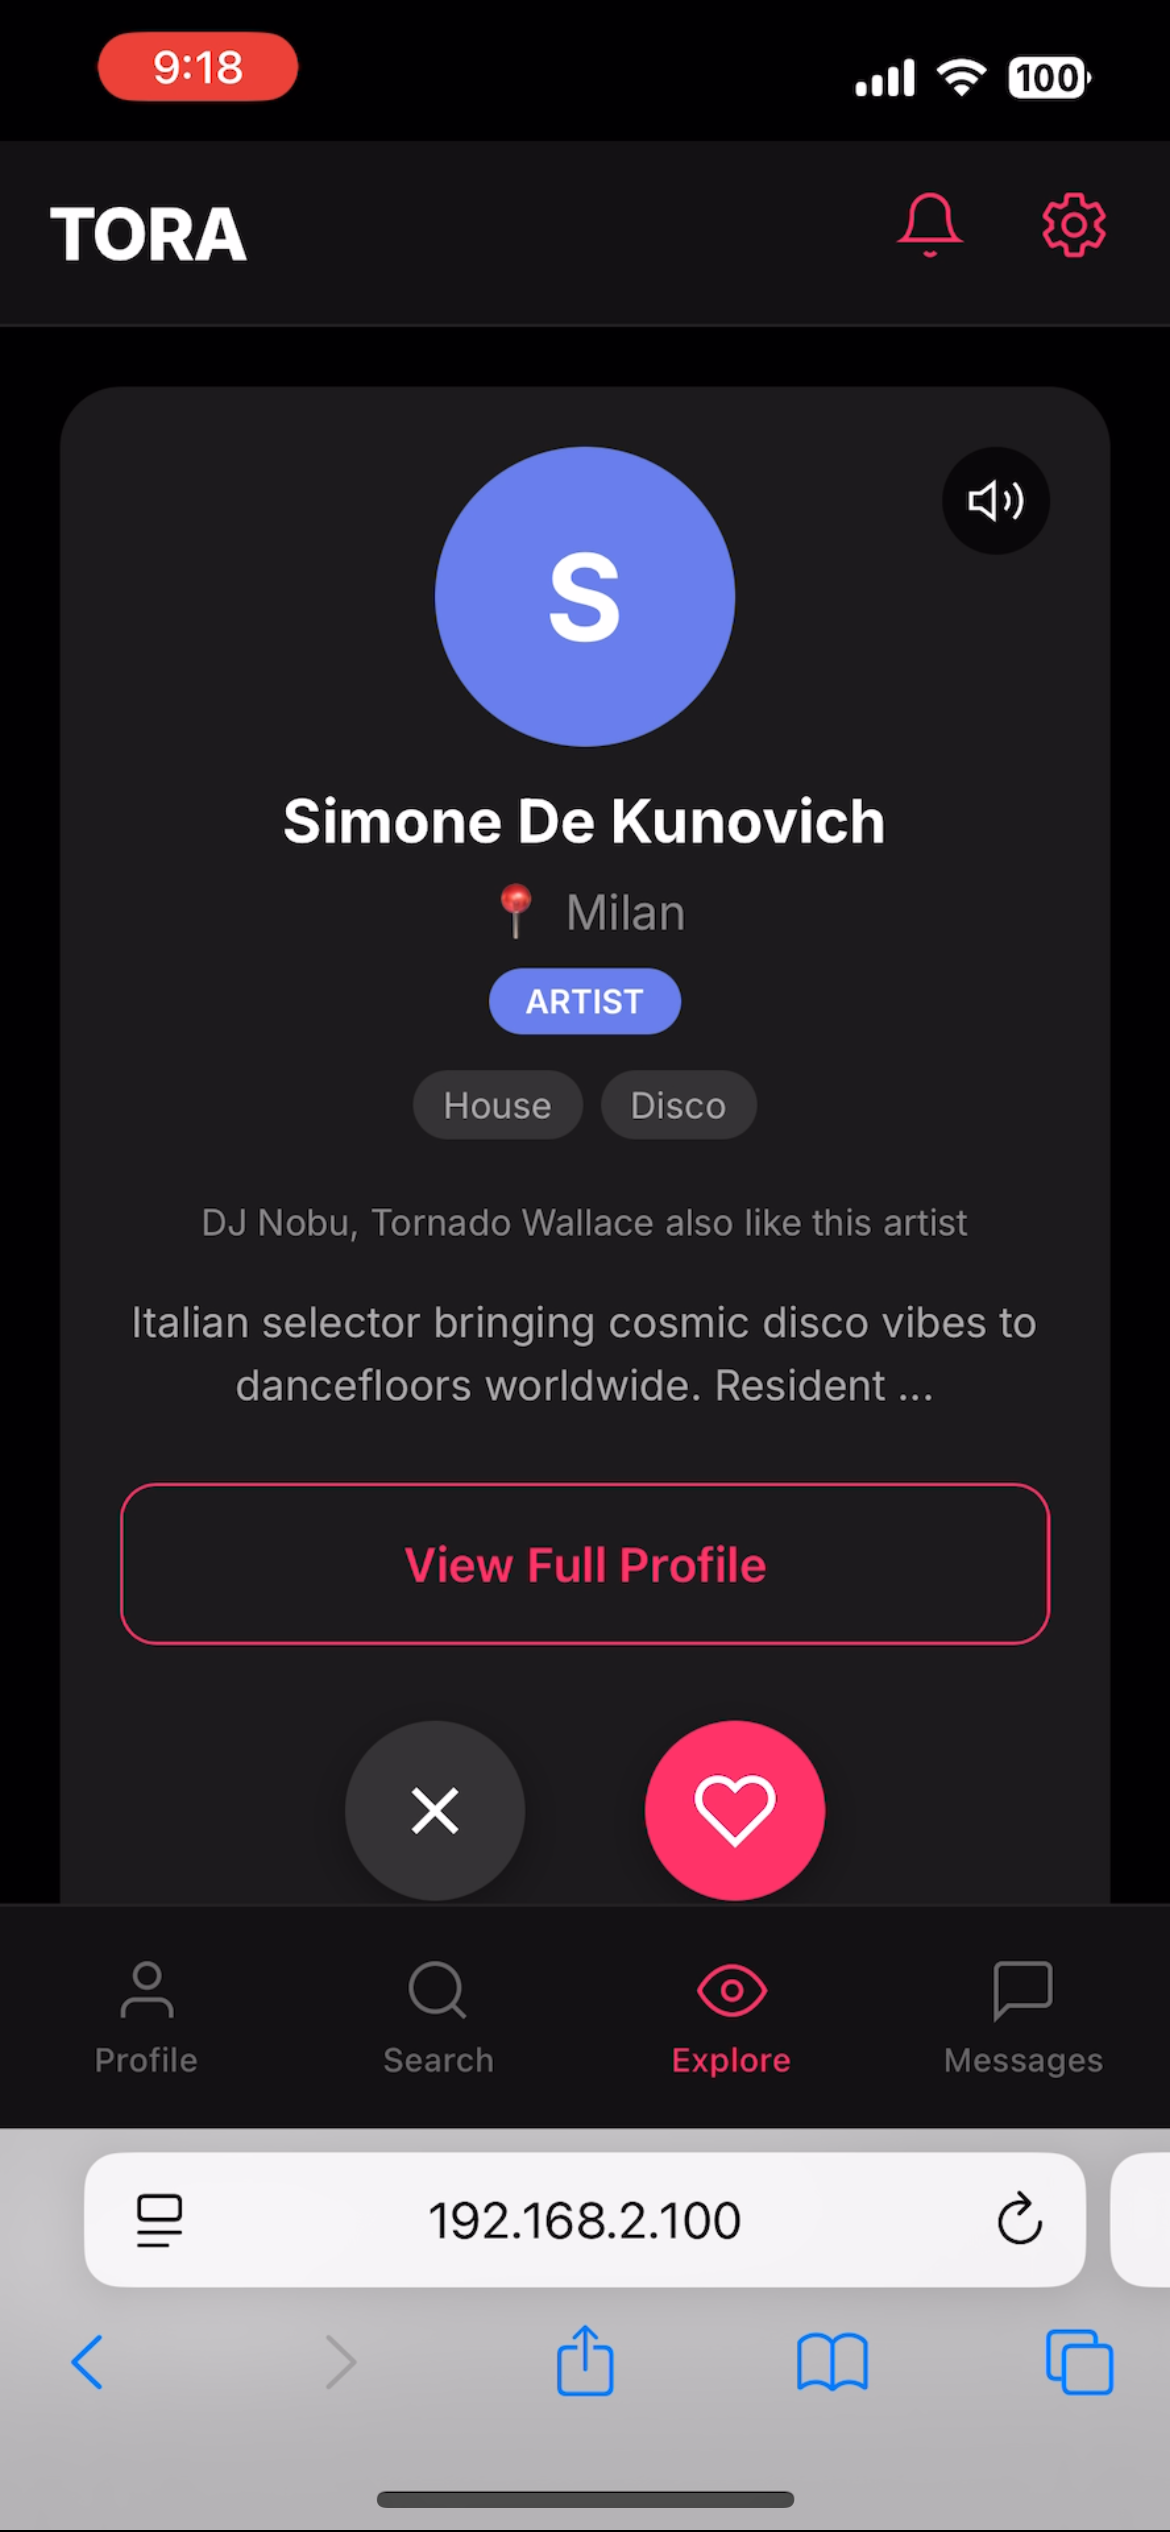 9:18
100
TORA
S
Simone De Kunovich
Milan
ARTIST
House Disco
DJ Nobu, Tornado Wallace also like this artist
Italian selector bringing cosmic disco vibes to
dancefloors worldwide. Resident ...
View Full Profile
Profile Search Explore Messages
192.168.2.100